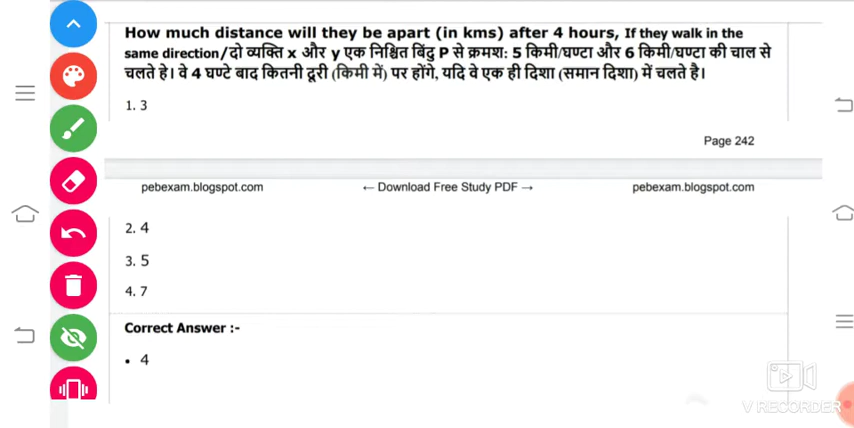 How much distance will they be apart (in kms) after 4 hours, If they walk in the
same direction/दो व्यक्ति x और y एक निश्चित बिंदु P से क्रमश: 5 किमी/घण्टा और 6 किमी/घण्टा की चाल से
चलते हे। वे 4 घण्टे बाद कितनी दूरी (किमी में) पर होंगे, यदि वे एक ही दिशा (समान दिशा) में चलते है।
1. 3
Page 242
pebexam.blogspot.com ← Download Free Study PDF → pebexam.blogspot.com
2. 4
3. 5
4. 7
Correct Answer :-
• 4
V RECORDER